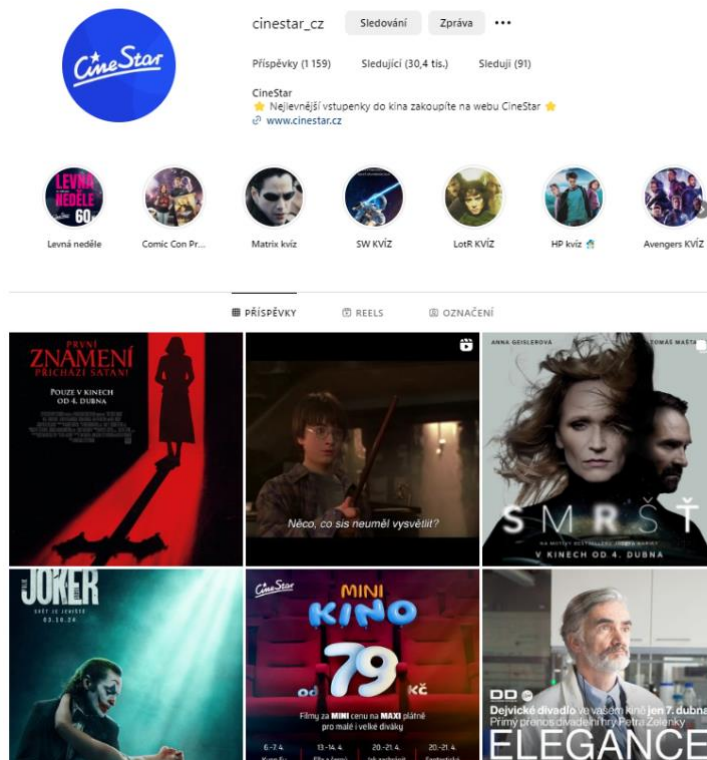 cinestar_cz
Sledování
Zpráva
Příspěvky (1 159)
Sledující (30,4 tis.)
Sleduji (91)
CineStar
Nejlevnější vstupenky do kina zakoupíte na webu CineStar
www.cinestar.cz
CineStar
LEVNÁ
NEDĚLE
60
Levná neděle
Comic Con Pr...
Matrix kvíz
SW KVÍZ
LotR KVÍZ
HP kvíz
Avengers KVÍZ
PŘÍSPĚVKY
REELS
OZNAČENÍ
PRVNÍ
ZNAMENÍ
PŘICHÁZÍ SATAN!
POUZE V KINECH
OD 4. DUBNA
Něco, co sis neuměl vysvětlit?
ANNA GEISLEROVÁ
TOMÁŠ MAŠTA
SMRŠŤ
V KINECH OD 4. DUBNA
JOKER
SVĚT JE JEVIŠTĚ
03.10.24
CineStar
MINI
KINO
od 79 Kč
Filmy za MINI cenu na MAXI plátně
pro malé i velké diváky
6.-7.4.
13.-14. 4.
20.-21. 4.
20.-21. 4.
DD
Dejvické divadlo ve vašem kině jen 7. dubna
Přímý přenos divadelní hry Petra Zelenky
ELEGANCE